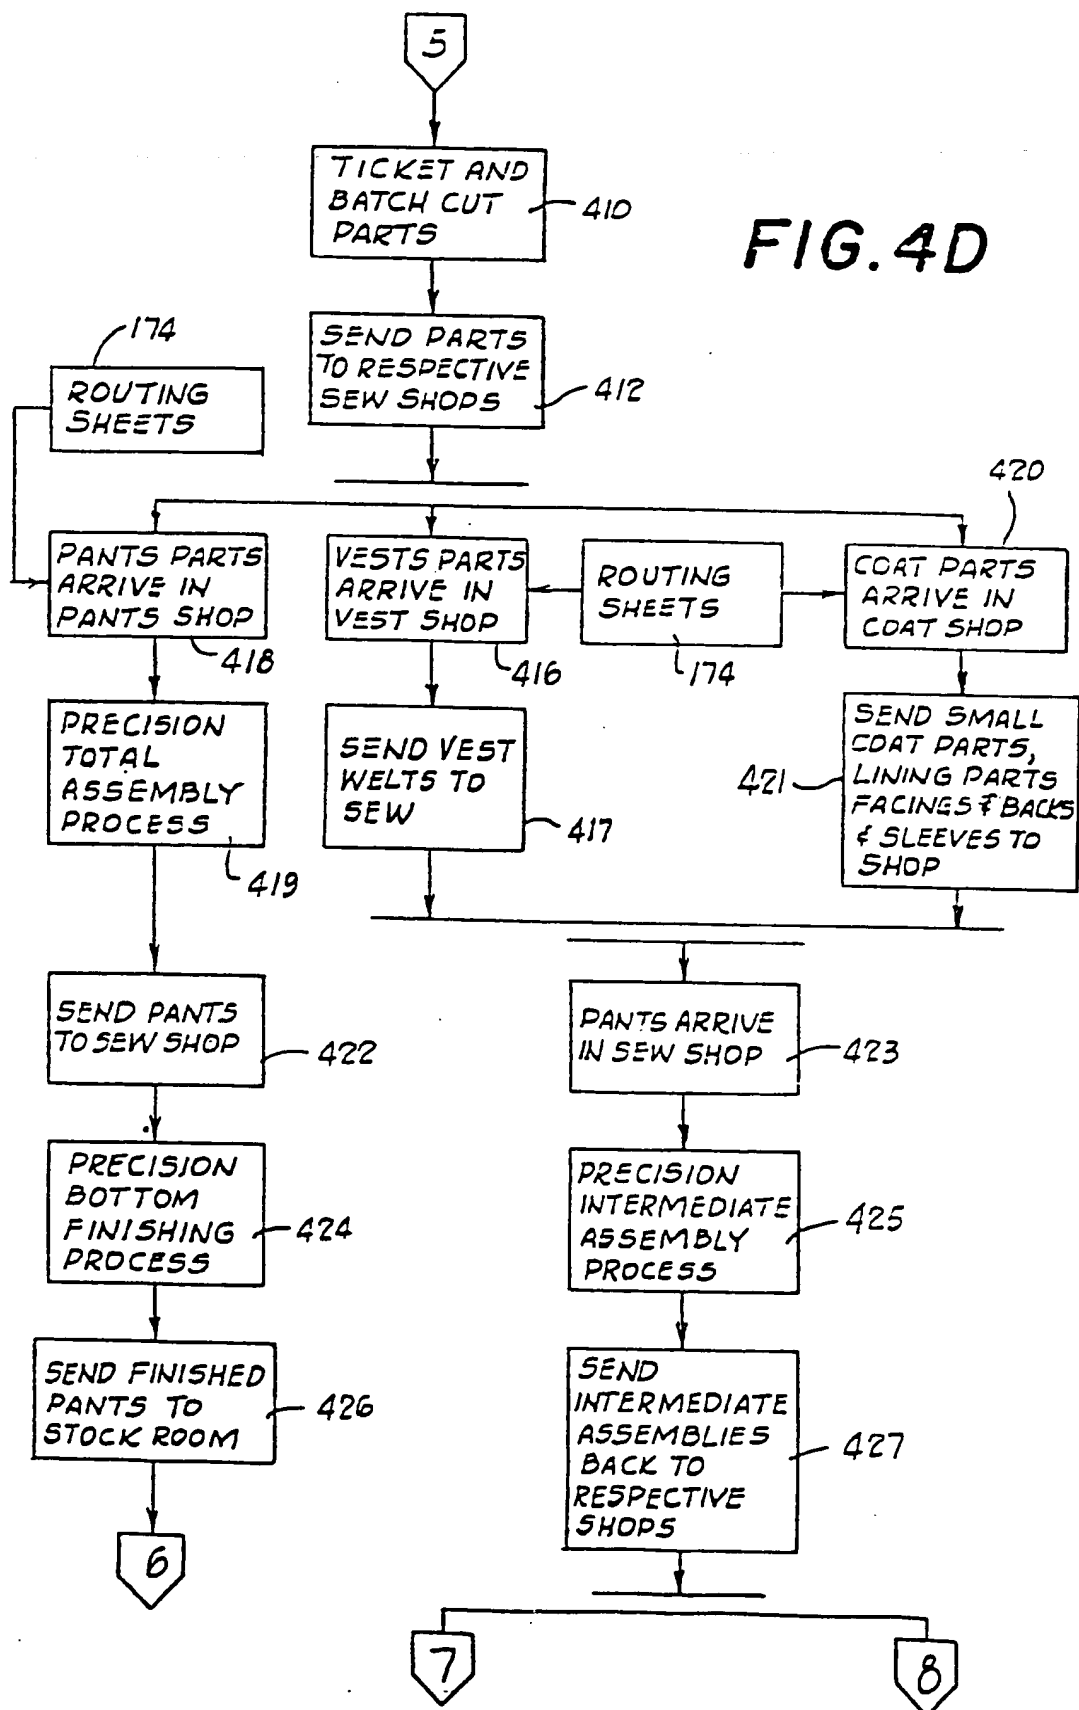 5
TICKET AND
BATCH CUT
PARTS
410
FIG. 4D
SEND PARTS
TO RESPECTIVE
SEW SHOPS
412
174
ROUTING
SHEETS
420
PANTS PARTS
ARRIVE IN
PANTS SHOP
418
VESTS PARTS
ARRIVE IN
VEST SHOP
416
ROUTING
SHEETS
174
COAT PARTS
ARRIVE IN
COAT SHOP
PRECISION
TOTAL
ASSEMBLY
PROCESS
419
SEND VEST
WELTS TO
SEW
417
SEND SMALL
COAT PARTS,
LINING PARTS
FACINGS & BACKS
& SLEEVES TO
SHOP
421
SEND PANTS
TO SEW SHOP
422
PANTS ARRIVE
IN SEW SHOP
423
PRECISION
BOTTOM
FINISHING
PROCESS
424
PRECISION
INTERMEDIATE
ASSEMBLY
PROCESS
425
SEND FINISHED
PANTS TO
STOCK ROOM
426
SEND
INTERMEDIATE
ASSEMBLIES
BACK TO
RESPECTIVE
SHOPS
427
6
7
8